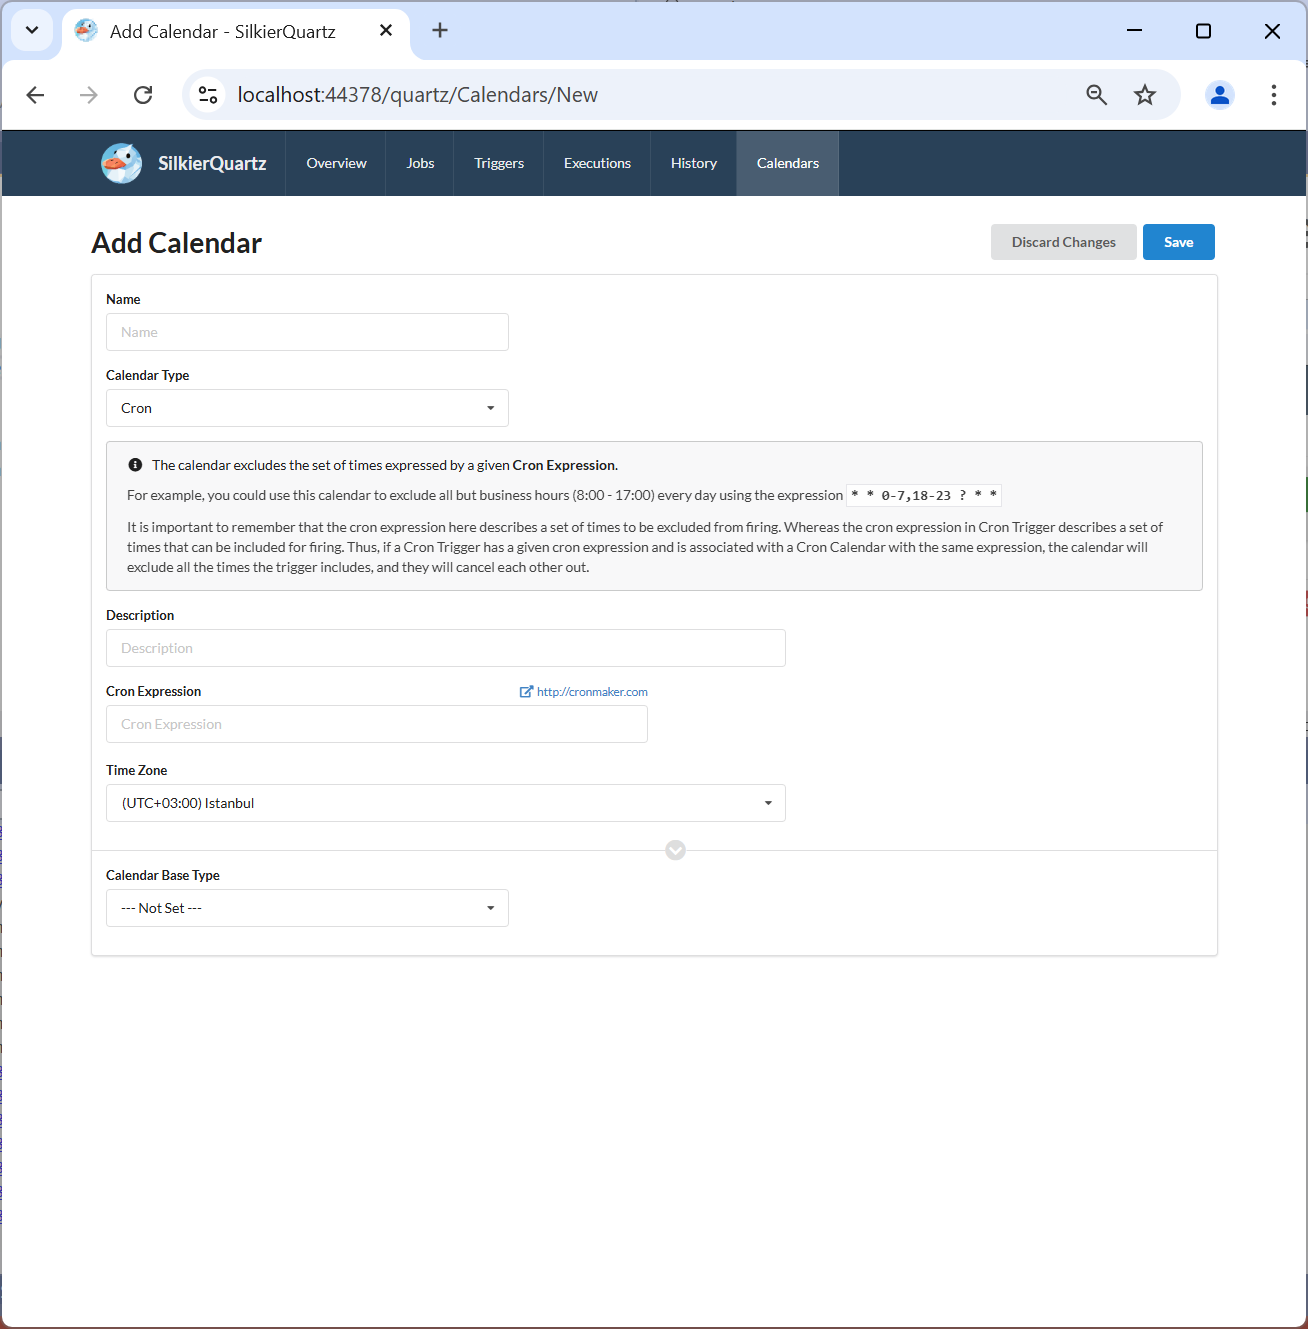 Add Calendar - SilkierQuartz
localhost:44378/quartz/Calendars/New
SilkierQuartz
Overview
Jobs
Triggers
Executions
History
Calendars
Add Calendar
Discard Changes
Save
Name
Name
Calendar Type
Cron
The calendar excludes the set of times expressed by a given Cron Expression.
For example, you could use this calendar to exclude all but business hours (8:00 - 17:00) every day using the expression * * 0-7,18-23 ? * *
It is important to remember that the cron expression here describes a set of times to be excluded from firing. Whereas the cron expression in Cron Trigger describes a set of
times that can be included for firing. Thus, if a Cron Trigger has a given cron expression and is associated with a Cron Calendar with the same expression, the calendar will
exclude all the times the trigger includes, and they will cancel each other out.
Description
Description
Cron Expression
http://cronmaker.com
Cron Expression
Time Zone
(UTC+03:00) Istanbul
Calendar Base Type
--- Not Set ---